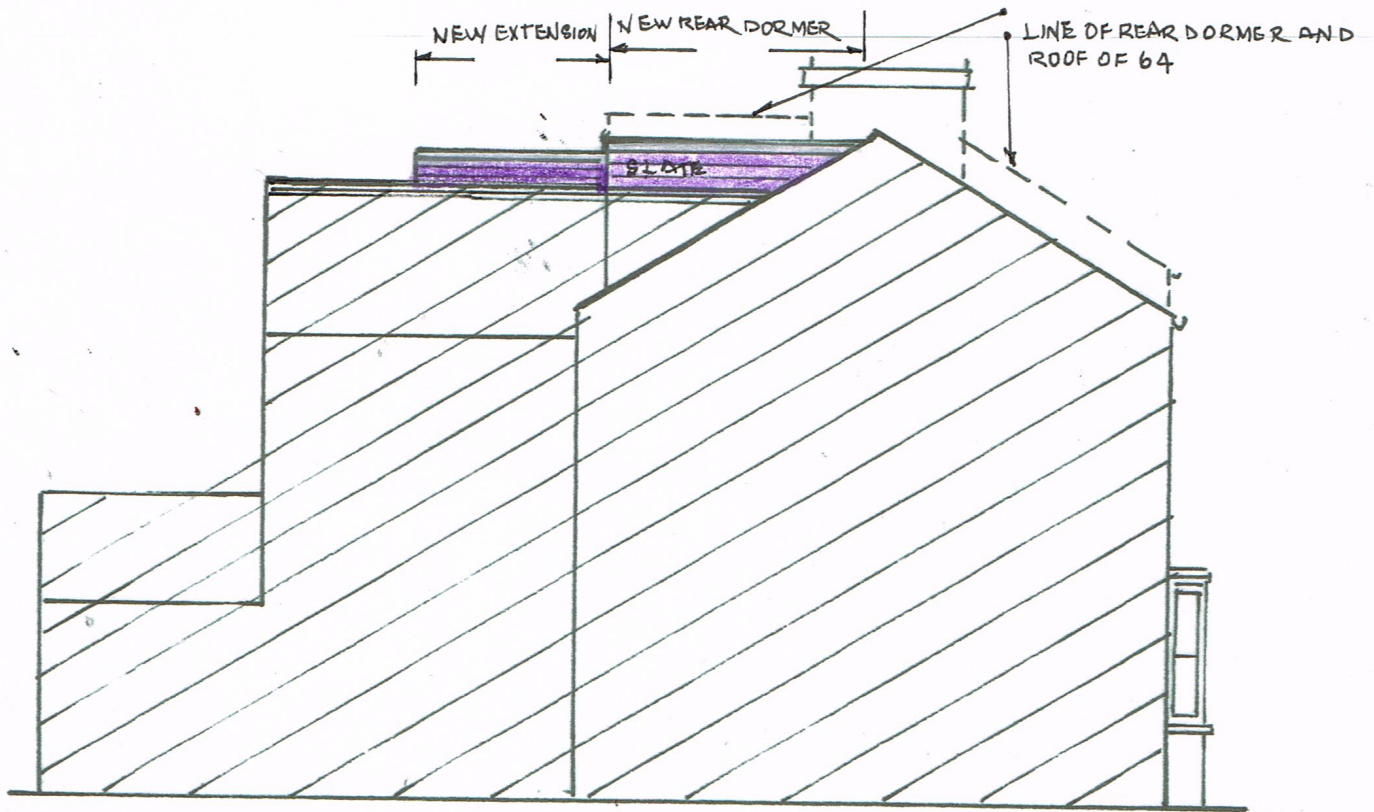 NEW EXTENSION
NEW REAR DORMER
LINE OF REAR DORMER AND
ROOF OF 64
SLATE